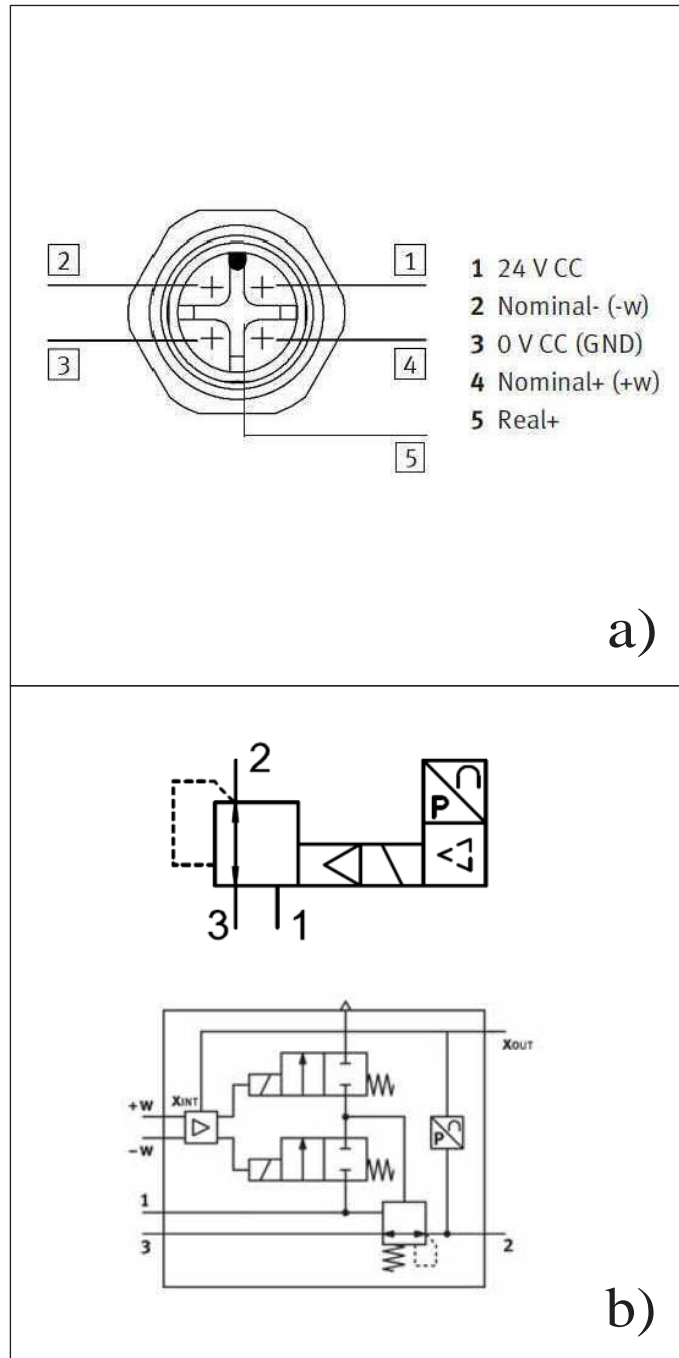 2
1
3
4
5
1 24 V CC
2 Nominal- (-w)
3 0 V CC (GND)
4 Nominal+ (+w)
5 Real+
a)
2
P
3 1
XOUT
+W XINT
-W
P
1
3
2
b)